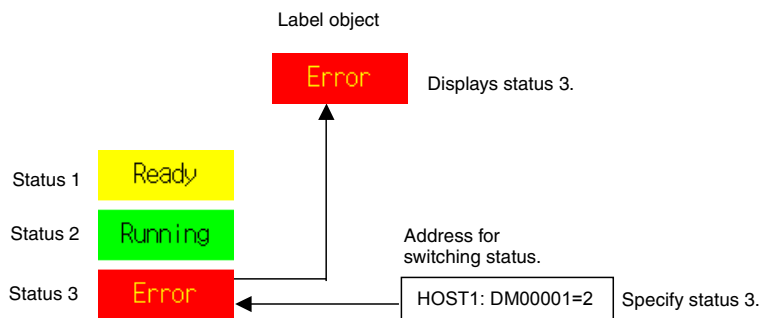 Label object
Error
Displays status 3.
Status 1
Ready
Status 2
Running
Address for
switching status.
Status 3
Error
HOST1: DM00001=2
Specify status 3.